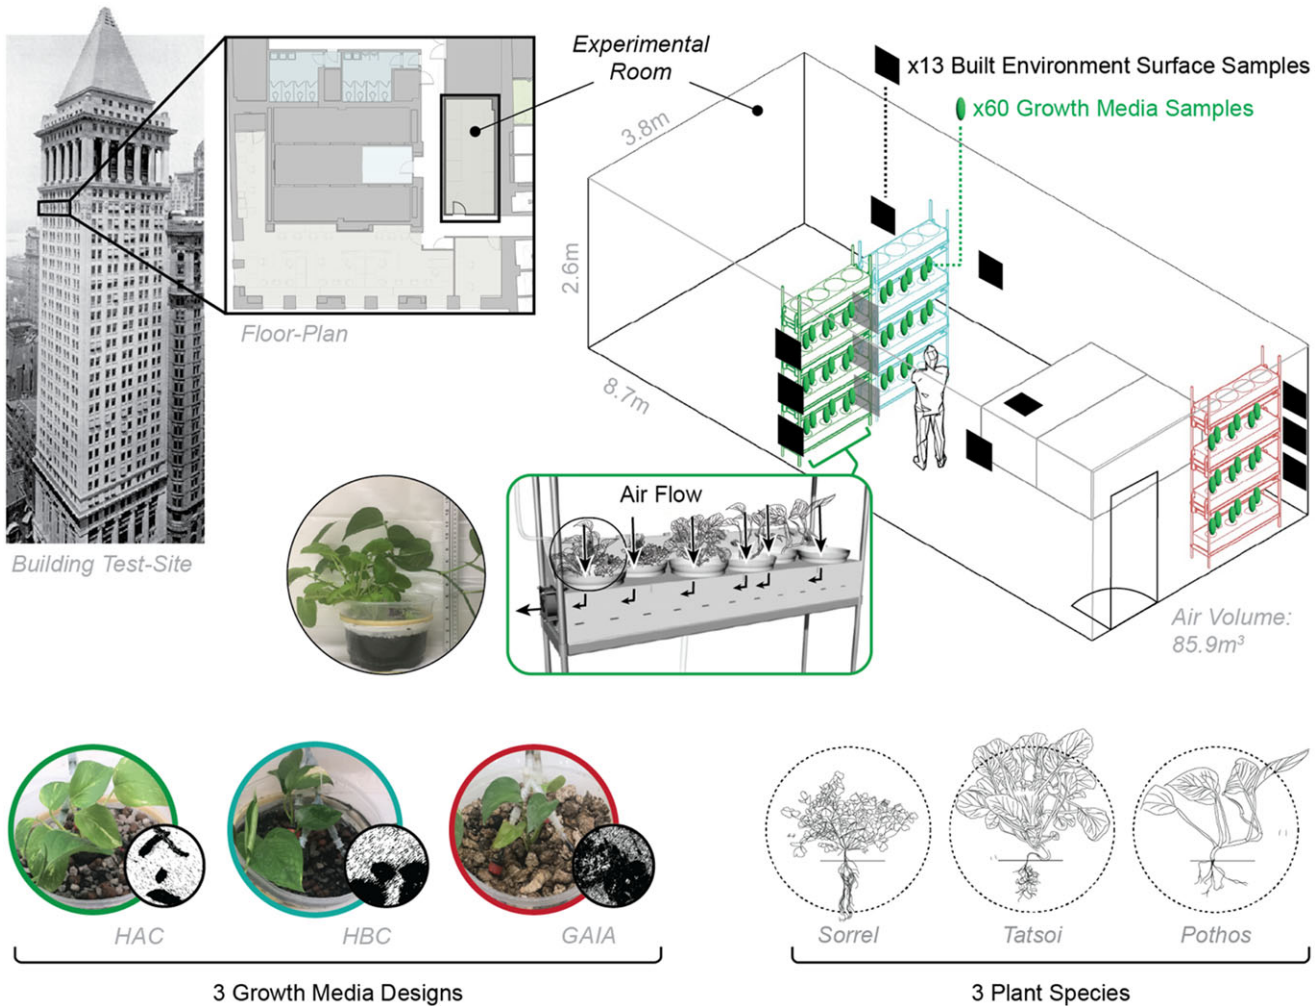 Experimental
Room
x13 Built Environment Surface Samples
x60 Growth Media Samples
3.8m
2.6m
8.7m
Floor-Plan
Building Test-Site
Air Flow
Air Volume:
85.9m³
HAC
HBC
GAIA
Sorrel
Tatsoi
Pothos
3 Growth Media Designs
3 Plant Species